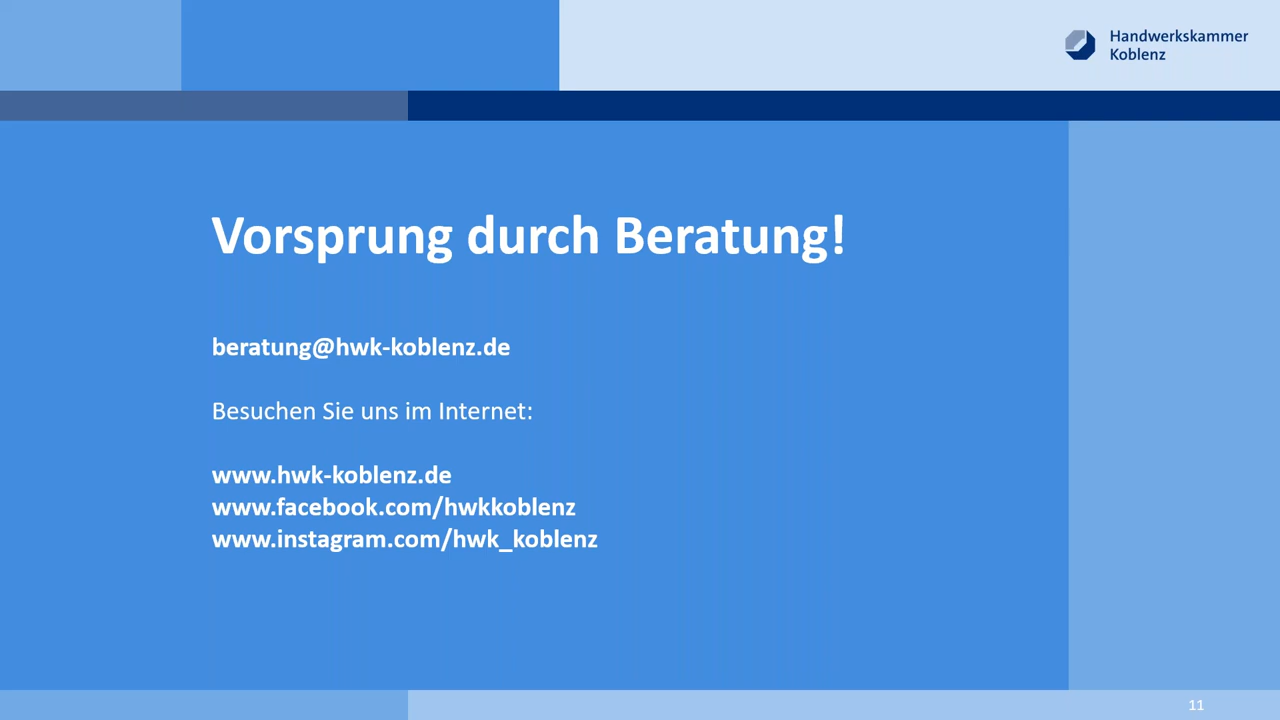 Handwerkskammer
Koblenz
Vorsprung durch Beratung!
beratung@hwk-koblenz.de
Besuchen Sie uns im Internet:
www.hwk-koblenz.de
www.facebook.com/hwkkoblenz
www.instagram.com/hwk_koblenz
11